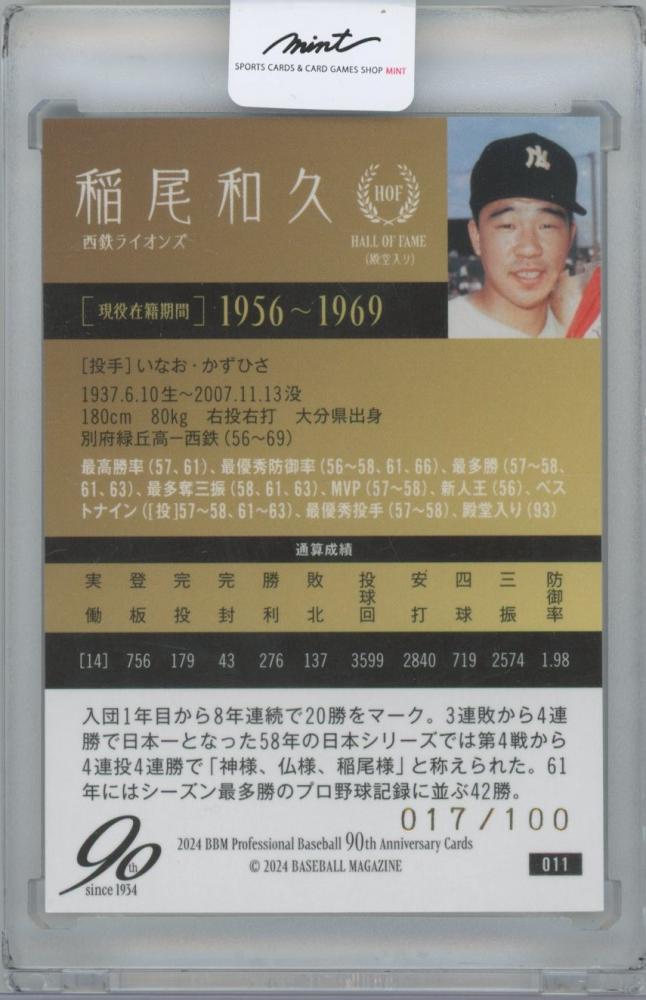 mint
SPORTS CARDS & CARD GAMES SHOP MINT
稲尾和久
西鉄ライオンズ
HOF
HALL OF FAME
(殿堂入り)
[現役在籍期間] 1956~1969
[投手]いなお・かずひさ
1937.6.10生~2007.11.13没
180cm 80kg 右投右打 大分県出身
別府緑丘高ー西鉄(56~69)
最高勝率(57、61)、最優秀防御率(56~58、61、66)、最多勝(57~58、
61、63)、最多奪三振(58、61、63)、MVP(57~58)、新人王(56)、ベス
トナイン([投]57~58、61~63)、最優秀投手(57~58)、殿堂入り(93)
通算成績
実働 登板 完投 完封 勝利 敗北 投球回 安打 四球 三振 防御率
[14] 756 179 43 276 137 3599 2840 719 2574 1.98
入団1年目から8年連続で20勝をマーク。3連敗から4連
勝で日本一となった58年の日本シリーズでは第4戦から
4連投4連勝で「神様、仏様、稲尾様」と称えられた。61
年にはシーズン最多勝のプロ野球記録に並ぶ42勝。
017/100
90th
since 1934
2024 BBM Professional Baseball 90th Anniversary Cards
© 2024 BASEBALL MAGAZINE
011